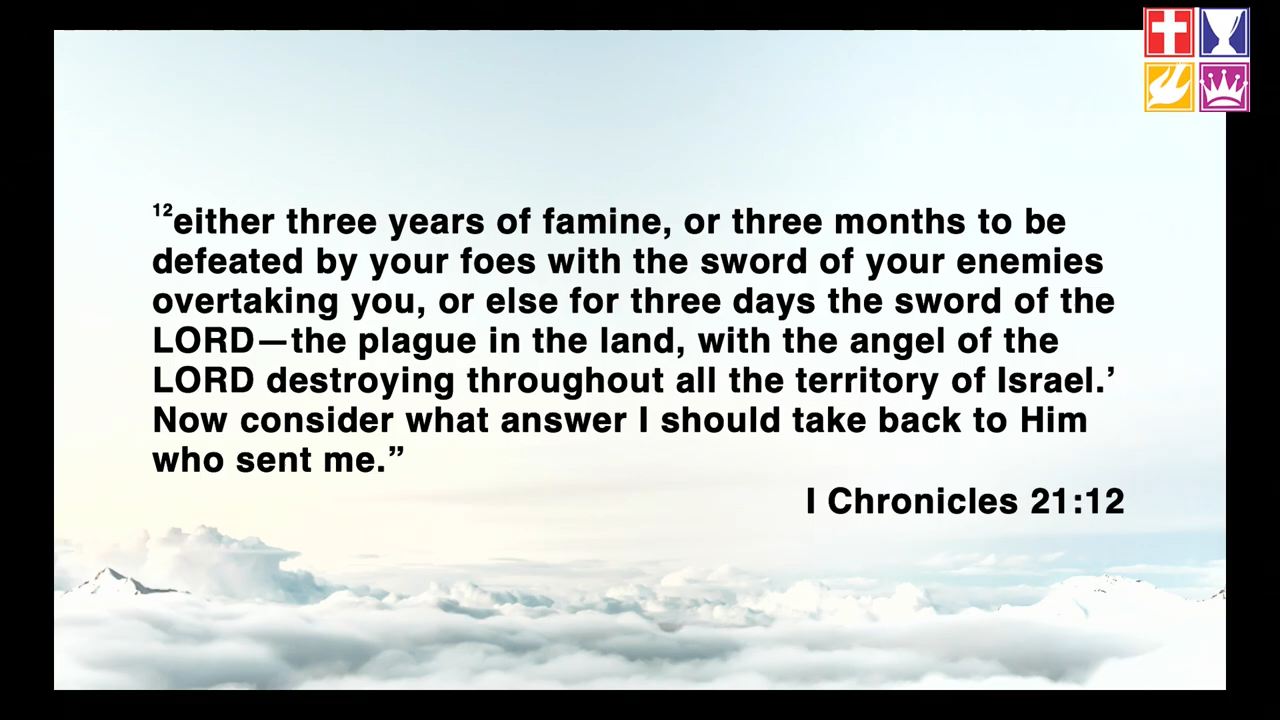 ¹²either three years of famine, or three months to be
defeated by your foes with the sword of your enemies
overtaking you, or else for three days the sword of the
LORD—the plague in the land, with the angel of the
LORD destroying throughout all the territory of Israel.’
Now consider what answer I should take back to Him
who sent me.”
I Chronicles 21:12